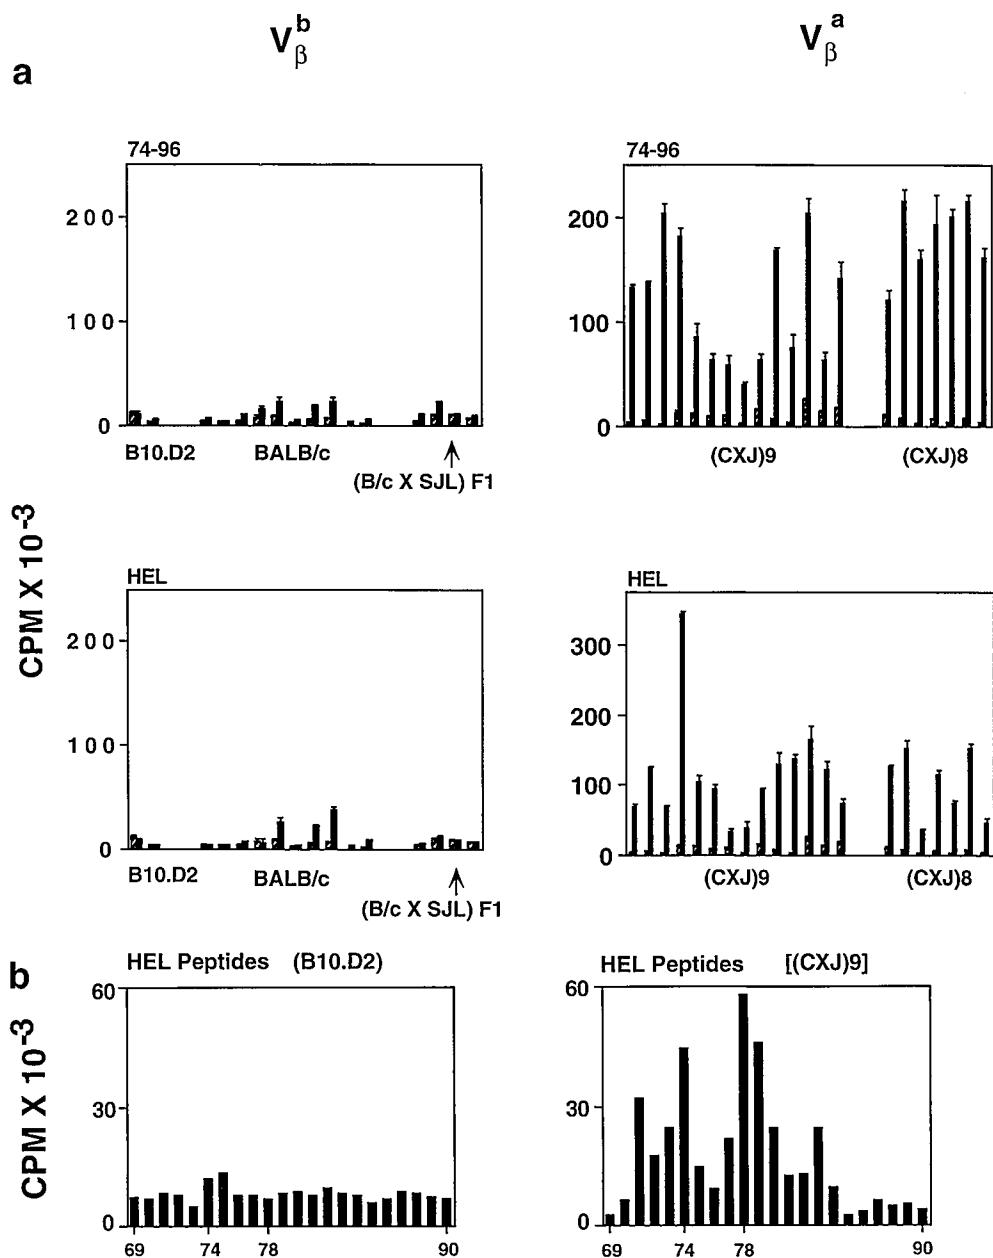 V β b
V β a
a
74-96
200
100
0
B10.D2
BALB/c
(B/c X SJL) F1
74-96
200
100
0
(CXJ)9
(CXJ)8
CPM X 10-3
HEL
200
100
0
B10.D2
BALB/c
(B/c X SJL) F1
HEL
300
200
100
0
(CXJ)9
(CXJ)8
b
CPM X 10-3
HEL Peptides (B10.D2)
60
30
0
69 74 78 90
HEL Peptides [(CXJ)9]
60
30
0
69 74 78 90